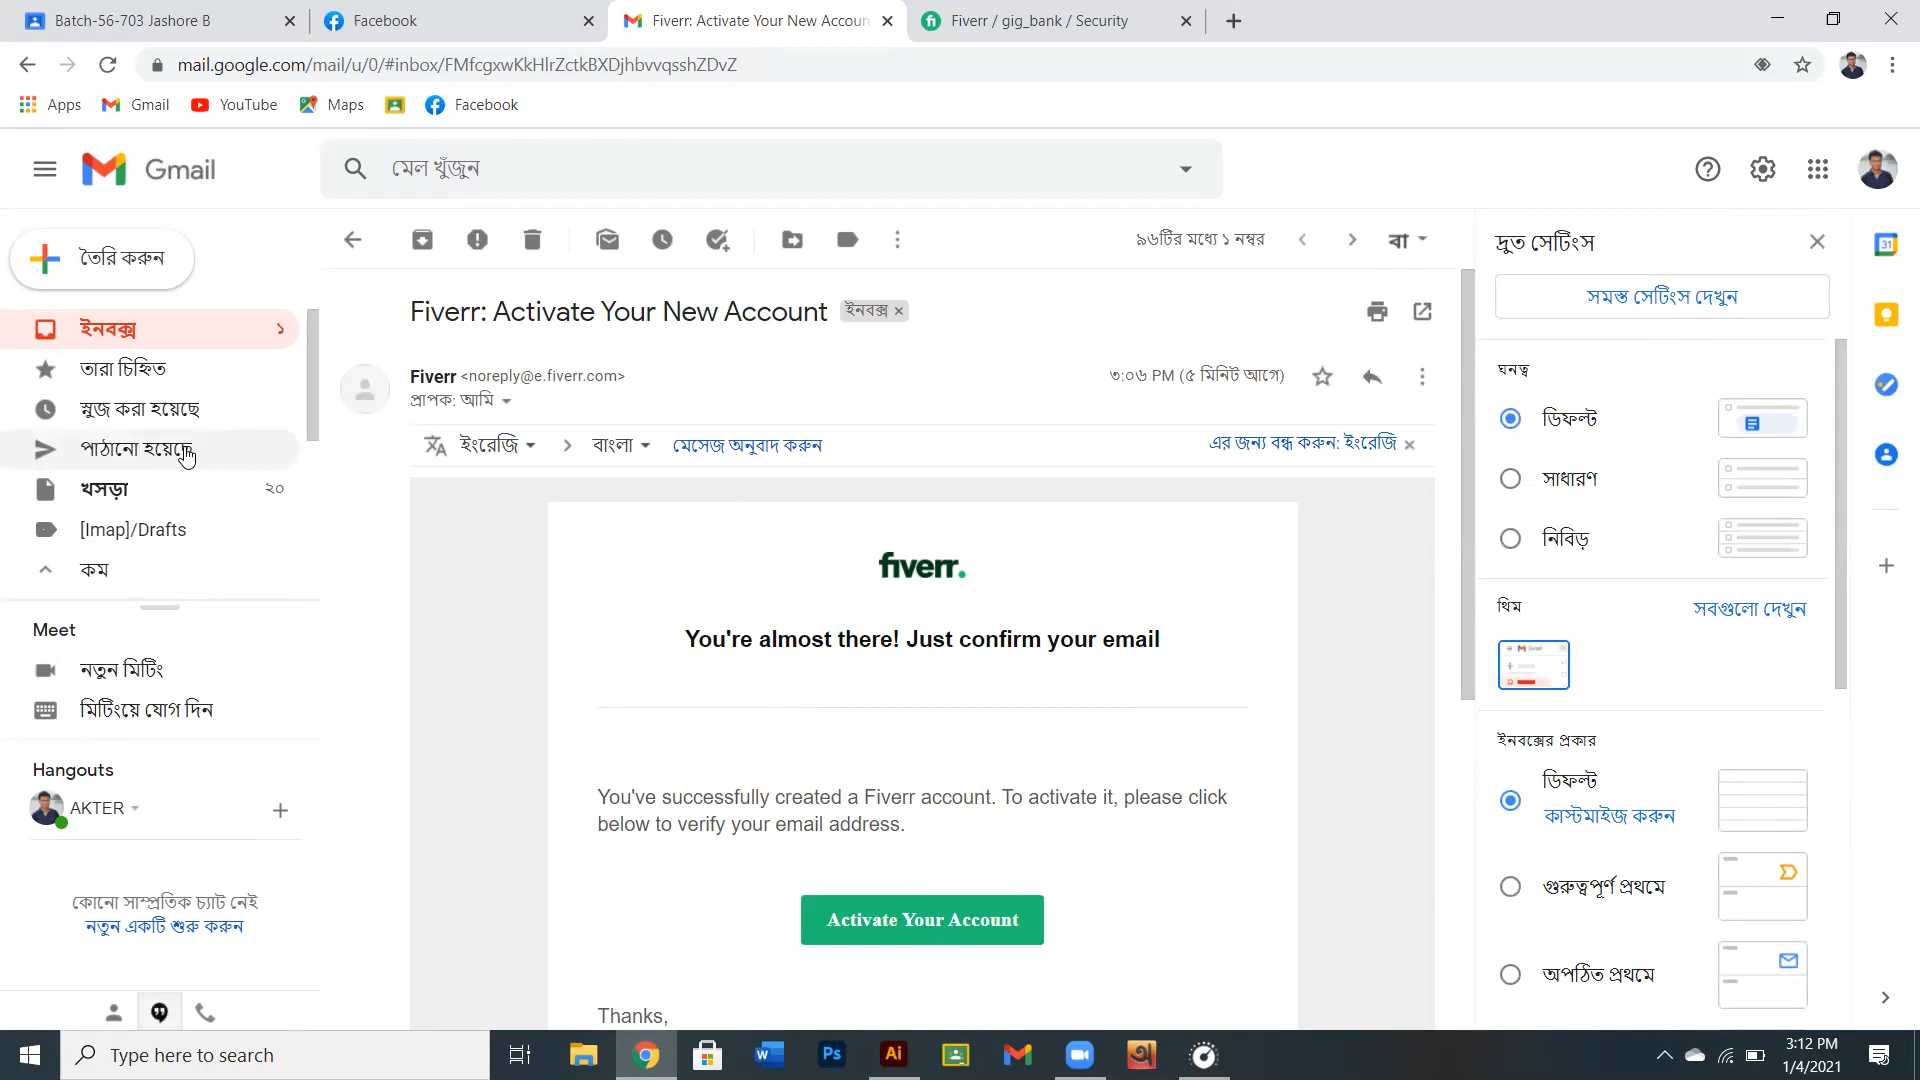 Batch-56-703 Jashore B
Facebook
Fiverr: Activate Your New Accoun
Fiverr / gig_bank / Security
mail.google.com/mail/u/0/#inbox/FMfcgxwKkHlrZctkBXDjhbvvqsshZDvZ
Apps
Gmail
YouTube
Maps
Facebook
Gmail
মেল খুঁজুন
তৈরি করুন
৯৬টির মধ্যে ১ নম্বর
বা
দ্রুত সেটিংস
সমস্ত সেটিংস দেখুন
ইনবক্স ১
তারা চিহ্নিত
স্নুজ করা হয়েছে
পাঠানো হয়েছে
খসড়া ২০
[Imap]/Drafts
কম
Meet
নতুন মিটিং
মিটিংয়ে যোগ দিন
Hangouts
AKTER
কোনো সাম্প্রতিক চ্যাট নেই
নতুন একটি শুরু করুন
Fiverr: Activate Your New Account
ইনবক্স ×
Fiverr <noreply@e.fiverr.com>
৩:০৬ PM (৫ মিনিট আগে)
প্রাপক: আমি
ইংরেজি
বাংলা
মেসেজ অনুবাদ করুন
এর জন্য বন্ধ করুন: ইংরেজি ×
fiverr.
You're almost there! Just confirm your email
You've successfully created a Fiverr account. To activate it, please click
below to verify your email address.
Activate Your Account
Thanks,
ঘনত্ব
ডিফল্ট
সাধারণ
নিবিড়
থিম
সবগুলো দেখুন
ইনবক্সের প্রকার
ডিফল্ট
কাস্টমাইজ করুন
গুরুত্বপূর্ণ প্রথমে
অপঠিত প্রথমে
31
Type here to search
Ps
Ai
3:12 PM
1/4/2021